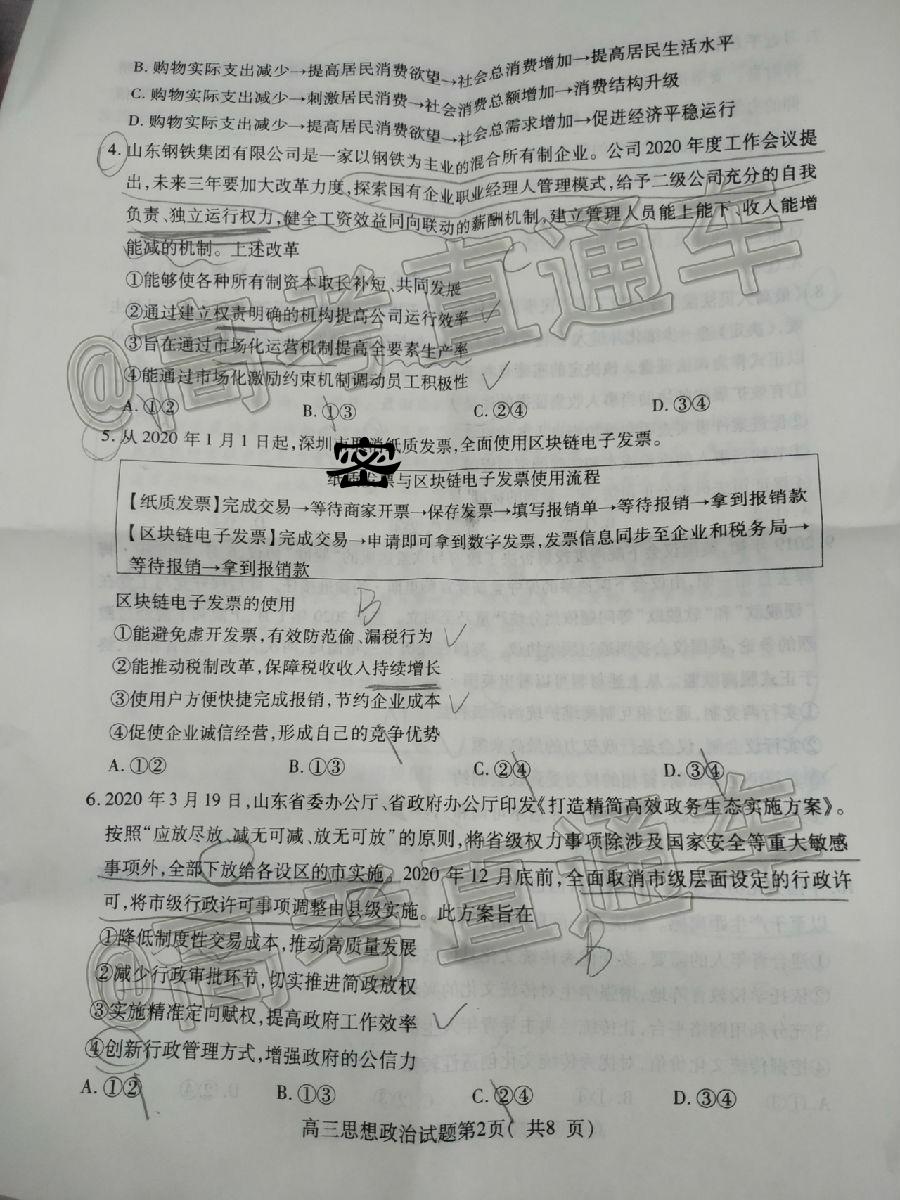 B. 购物实际支出减少→提高居民消费欲望→社会总消费增加→提高居民生活水平
C. 购物实际支出减少→刺激居民消费→社会消费总额增加→消费结构升级
D. 购物实际支出减少→提高居民消费欲望→社会总需求增加→促进经济平稳运行
4. 山东钢铁集团有限公司是一家以钢铁为主业的混合所有制企业。公司2020年度工作会议提
出，未来三年要加大改革力度，探索国有企业职业经理人管理模式，给予二级公司充分的自我
负责、独立运行权力，健全工资效益同向联动的薪酬机制，建立管理人员能上能下、收入能增
能减的机制。上述改革
①能够使各种所有制资本取长补短、共同发展
②通过建立权责明确的机构提高公司运行效率
③旨在通过市场化运营机制提高全要素生产率
④能通过市场化激励约束机制调动员工积极性
A. ①② B. ①③ C. ②④ D. ③④
5. 从2020年1月1日起，深圳市取消纸质发票，全面使用区块链电子发票。
密
纸质发票与区块链电子发票使用流程
【纸质发票】完成交易→等待商家开票→保存发票→填写报销单→等待报销→拿到报销款
【区块链电子发票】完成交易→申请即可拿到数字发票，发票信息同步至企业和税务局→
等待报销→拿到报销款
区块链电子发票的使用 B
①能避免虚开发票，有效防范偷、漏税行为
②能推动税制改革，保障税收收入持续增长
③使用户方便快捷完成报销，节约企业成本
④促使企业诚信经营，形成自己的竞争优势
A. ①② B. ①③ C. ②④ D. ③④
6. 2020年3月19日，山东省委办公厅、省政府办公厅印发《打造精简高效政务生态实施方案》。
按照“应放尽放、减无可减、放无可放”的原则，将省级权力事项除涉及国家安全等重大敏感
事项外，全部下放给各设区的市实施。2020年12月底前，全面取消市级层面设定的行政许
可，将市级行政许可事项调整由县级实施。此方案旨在
①降低制度性交易成本，推动高质量发展
B
②减少行政审批环节，切实推进简政放权
③实施精准定向赋权，提高政府工作效率
④创新行政管理方式，增强政府的公信力
A. ①② B. ①③ C. ②④ D. ③④
高三思想政治试题第2页( 共8 页)
@高考直通车
@高考直通车